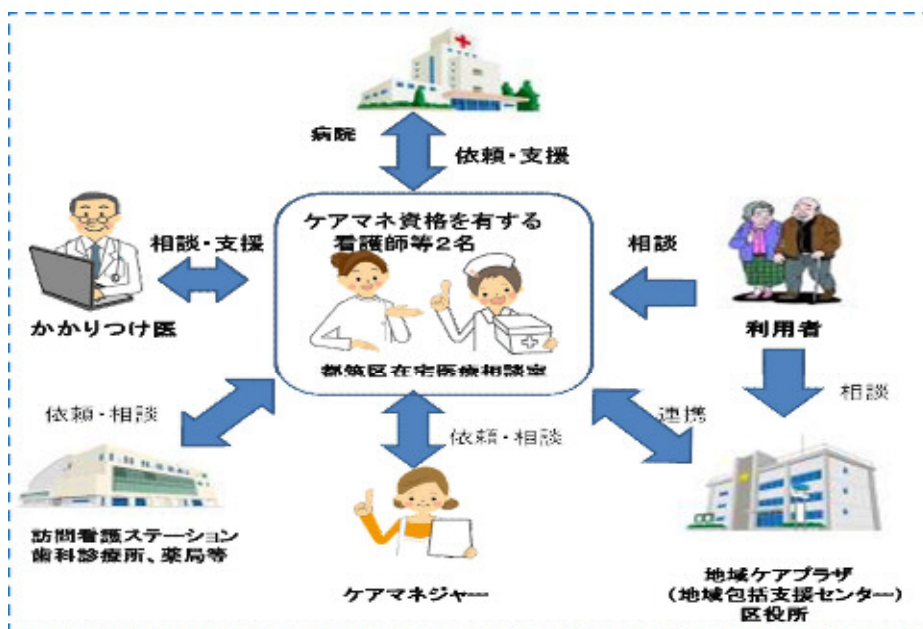 病院
依頼・支援
ケアマネ資格を有する
看護師等2名
相談・支援
相談
かかりつけ医
利用者
都筑区在宅医療相談室
依頼・相談
依頼・相談
連携
相談
訪問看護ステーション
歯科診療所、薬局等
ケアマネジャー
地域ケアプラザ
(地域包括支援センター)
区役所